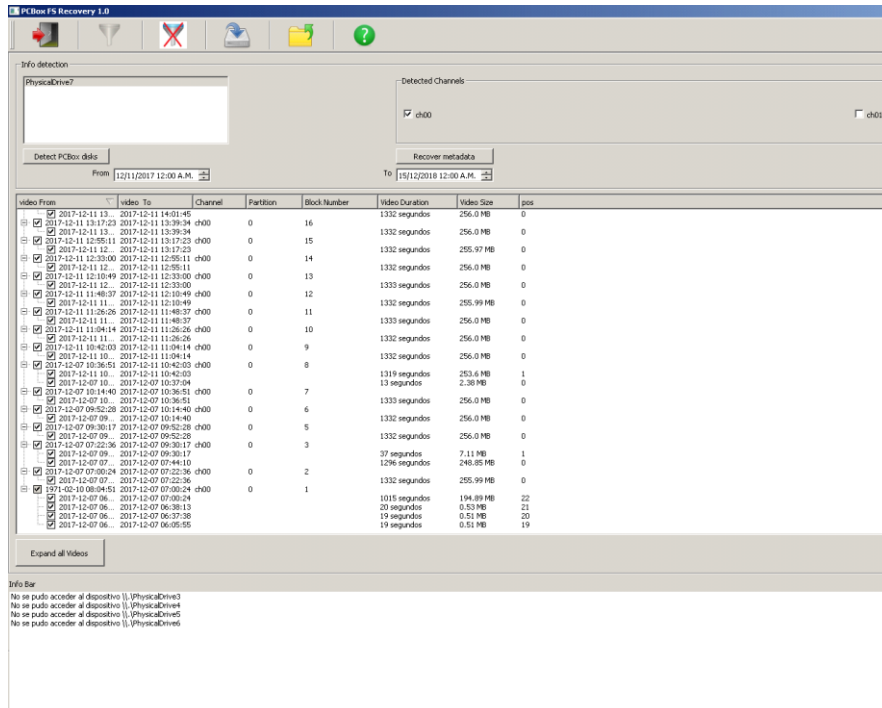 PCBox FS Recovery 1.0
Info detection
PhysicalDrive7
Detected Channels
ch00
ch01
Detect PCBox disks
Recover metadata
From 12/11/2017 12:00 A.M.
To 15/12/2018 12:00 A.M.
video From video To Channel Partition Block Number Video Duration Video Size pos
2017-12-11 13... 2017-12-11 14:01:45 1332 segundos 256.0 MB 0
2017-12-11 13:17:23 2017-12-11 13:39:34 ch00 0 16
2017-12-11 13... 2017-12-11 13:39:34 1332 segundos 256.0 MB 0
2017-12-11 12:55:11 2017-12-11 13:17:23 ch00 0 15
2017-12-11 12... 2017-12-11 13:17:23 1332 segundos 255.97 MB 0
2017-12-11 12:33:00 2017-12-11 12:55:11 ch00 0 14
2017-12-11 12... 2017-12-11 12:55:11 1332 segundos 256.0 MB 0
2017-12-11 12:10:49 2017-12-11 12:33:00 ch00 0 13
2017-12-11 12... 2017-12-11 12:33:00 1333 segundos 256.0 MB 0
2017-12-11 11:48:37 2017-12-11 12:10:49 ch00 0 12
2017-12-11 11... 2017-12-11 12:10:49 1332 segundos 255.99 MB 0
2017-12-11 11:26:26 2017-12-11 11:48:37 ch00 0 11
2017-12-11 11... 2017-12-11 11:48:37 1333 segundos 256.0 MB 0
2017-12-11 11:04:14 2017-12-11 11:26:26 ch00 0 10
2017-12-11 11... 2017-12-11 11:26:26 1332 segundos 256.0 MB 0
2017-12-11 10:42:03 2017-12-11 11:04:14 ch00 0 9
2017-12-11 10... 2017-12-11 11:04:14 1332 segundos 256.0 MB 0
2017-12-07 10:36:51 2017-12-11 10:42:03 ch00 0 8
2017-12-11 10... 2017-12-11 10:42:03 1319 segundos 253.6 MB 1
2017-12-07 10... 2017-12-07 10:37:04 13 segundos 2.38 MB 0
2017-12-07 10:14:40 2017-12-07 10:36:51 ch00 0 7
2017-12-07 10... 2017-12-07 10:36:51 1333 segundos 256.0 MB 0
2017-12-07 09:52:28 2017-12-07 10:14:40 ch00 0 6
2017-12-07 09... 2017-12-07 10:14:40 1332 segundos 256.0 MB 0
2017-12-07 09:30:17 2017-12-07 09:52:28 ch00 0 5
2017-12-07 09... 2017-12-07 09:52:28 1332 segundos 256.0 MB 0
2017-12-07 07:22:36 2017-12-07 09:30:17 ch00 0 3
2017-12-07 09... 2017-12-07 09:30:17 37 segundos 7.11 MB 1
2017-12-07 07... 2017-12-07 07:44:10 1296 segundos 248.85 MB 0
2017-12-07 07:00:24 2017-12-07 07:22:36 ch00 0 2
2017-12-07 07... 2017-12-07 07:22:36 1332 segundos 255.99 MB 0
1971-02-10 08:04:51 2017-12-07 07:00:24 ch00 0 1
2017-12-07 06... 2017-12-07 07:00:24 1015 segundos 194.89 MB 22
2017-12-07 06... 2017-12-07 06:38:13 20 segundos 0.53 MB 21
2017-12-07 06... 2017-12-07 06:37:38 19 segundos 0.51 MB 20
2017-12-07 06... 2017-12-07 06:05:55 19 segundos 0.51 MB 19
Expand all Videos
Info Bar
No se pudo acceder al dispositivo \\.\PhysicalDrive3
No se pudo acceder al dispositivo \\.\PhysicalDrive4
No se pudo acceder al dispositivo \\.\PhysicalDrive5
No se pudo acceder al dispositivo \\.\PhysicalDrive6